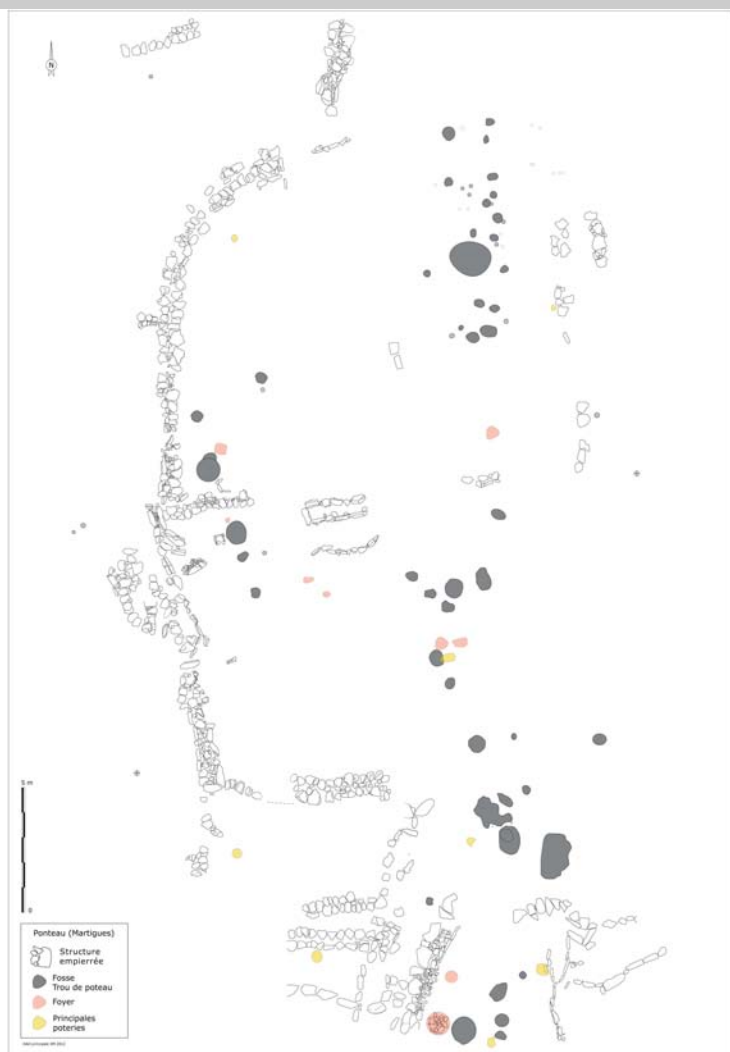 N
5 m
0
Ponteau (Martigues)
Structure
empierrée
Fosse
Trou de poteau
Foyer
Principales
poteries